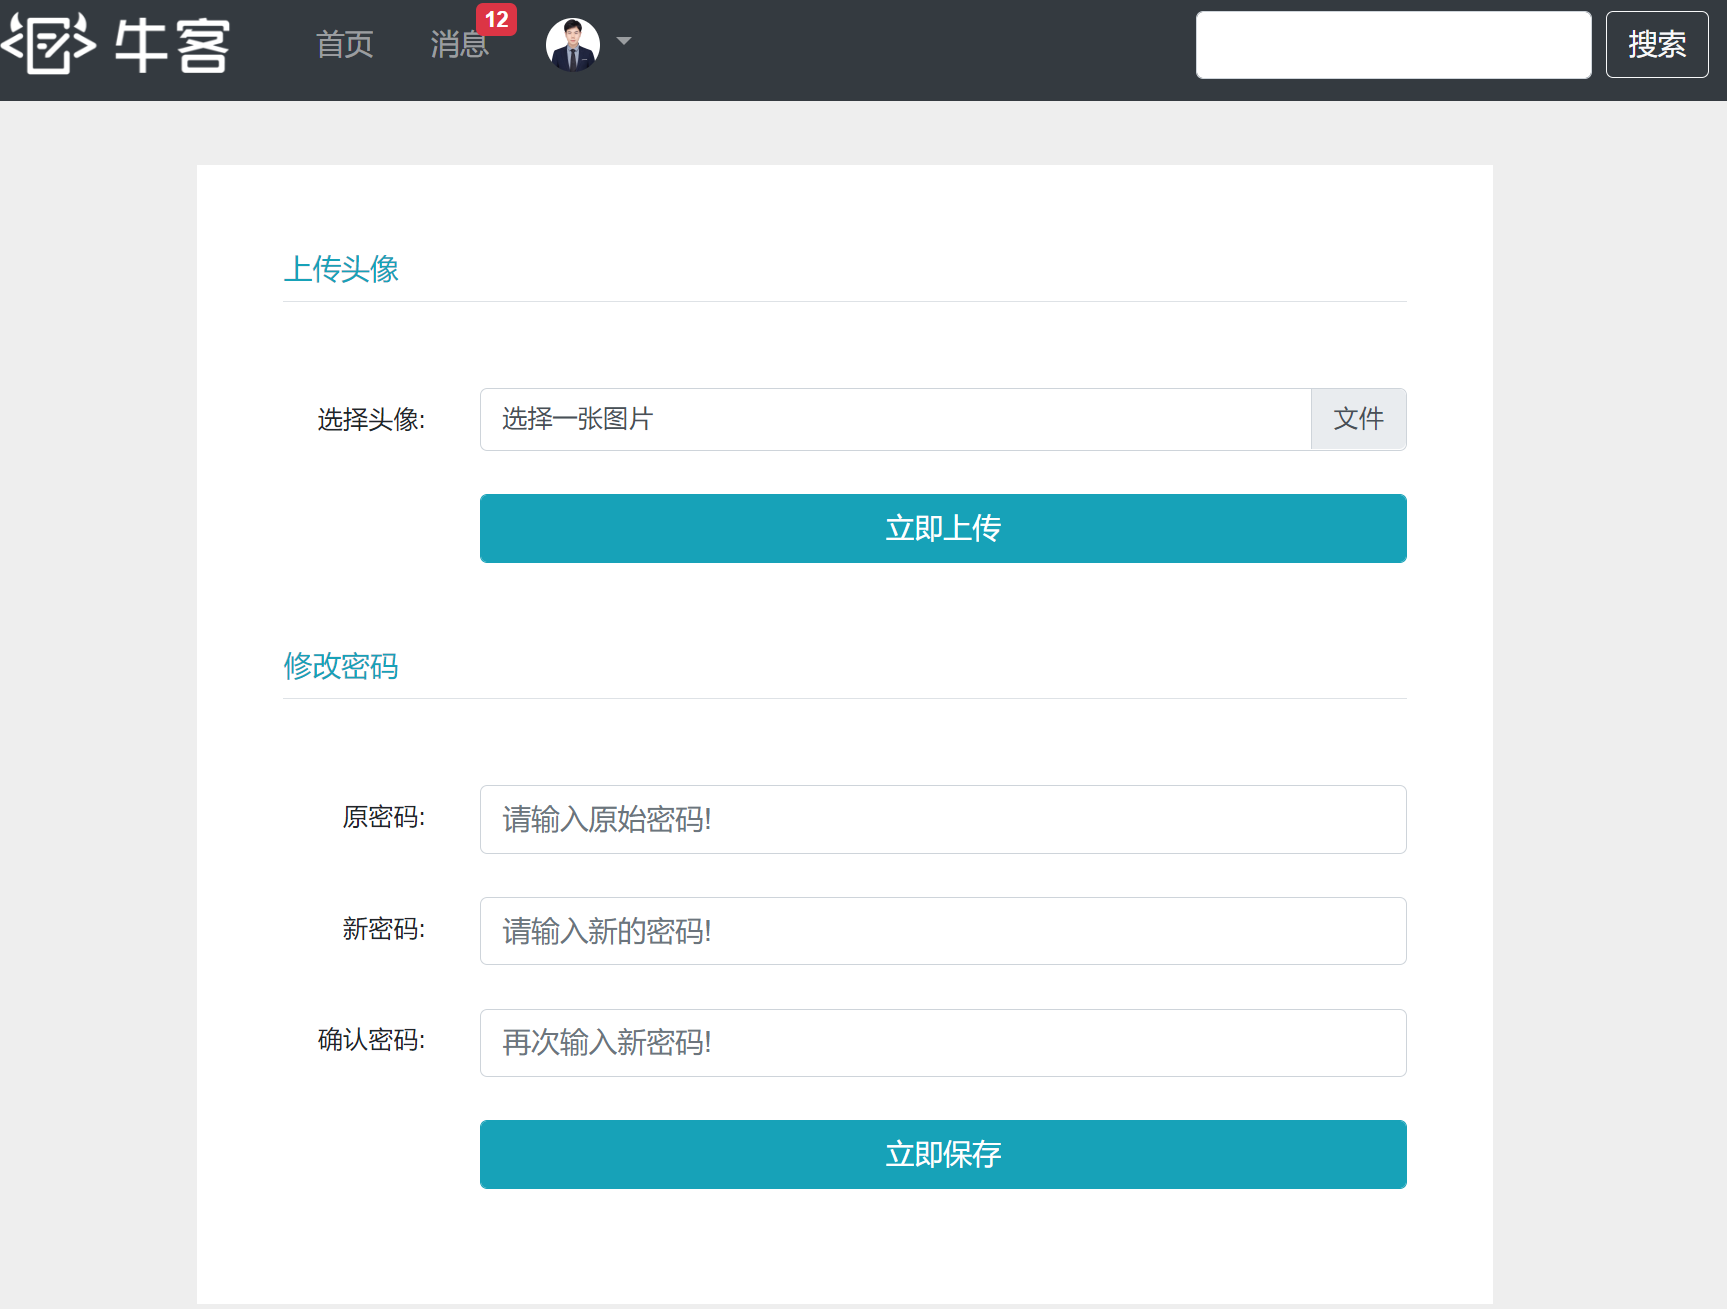 牛客 首页 消息 12 搜索
上传头像
选择头像: 选择一张图片 文件
立即上传
修改密码
原密码: 请输入原始密码!
新密码: 请输入新的密码!
确认密码: 再次输入新密码!
立即保存